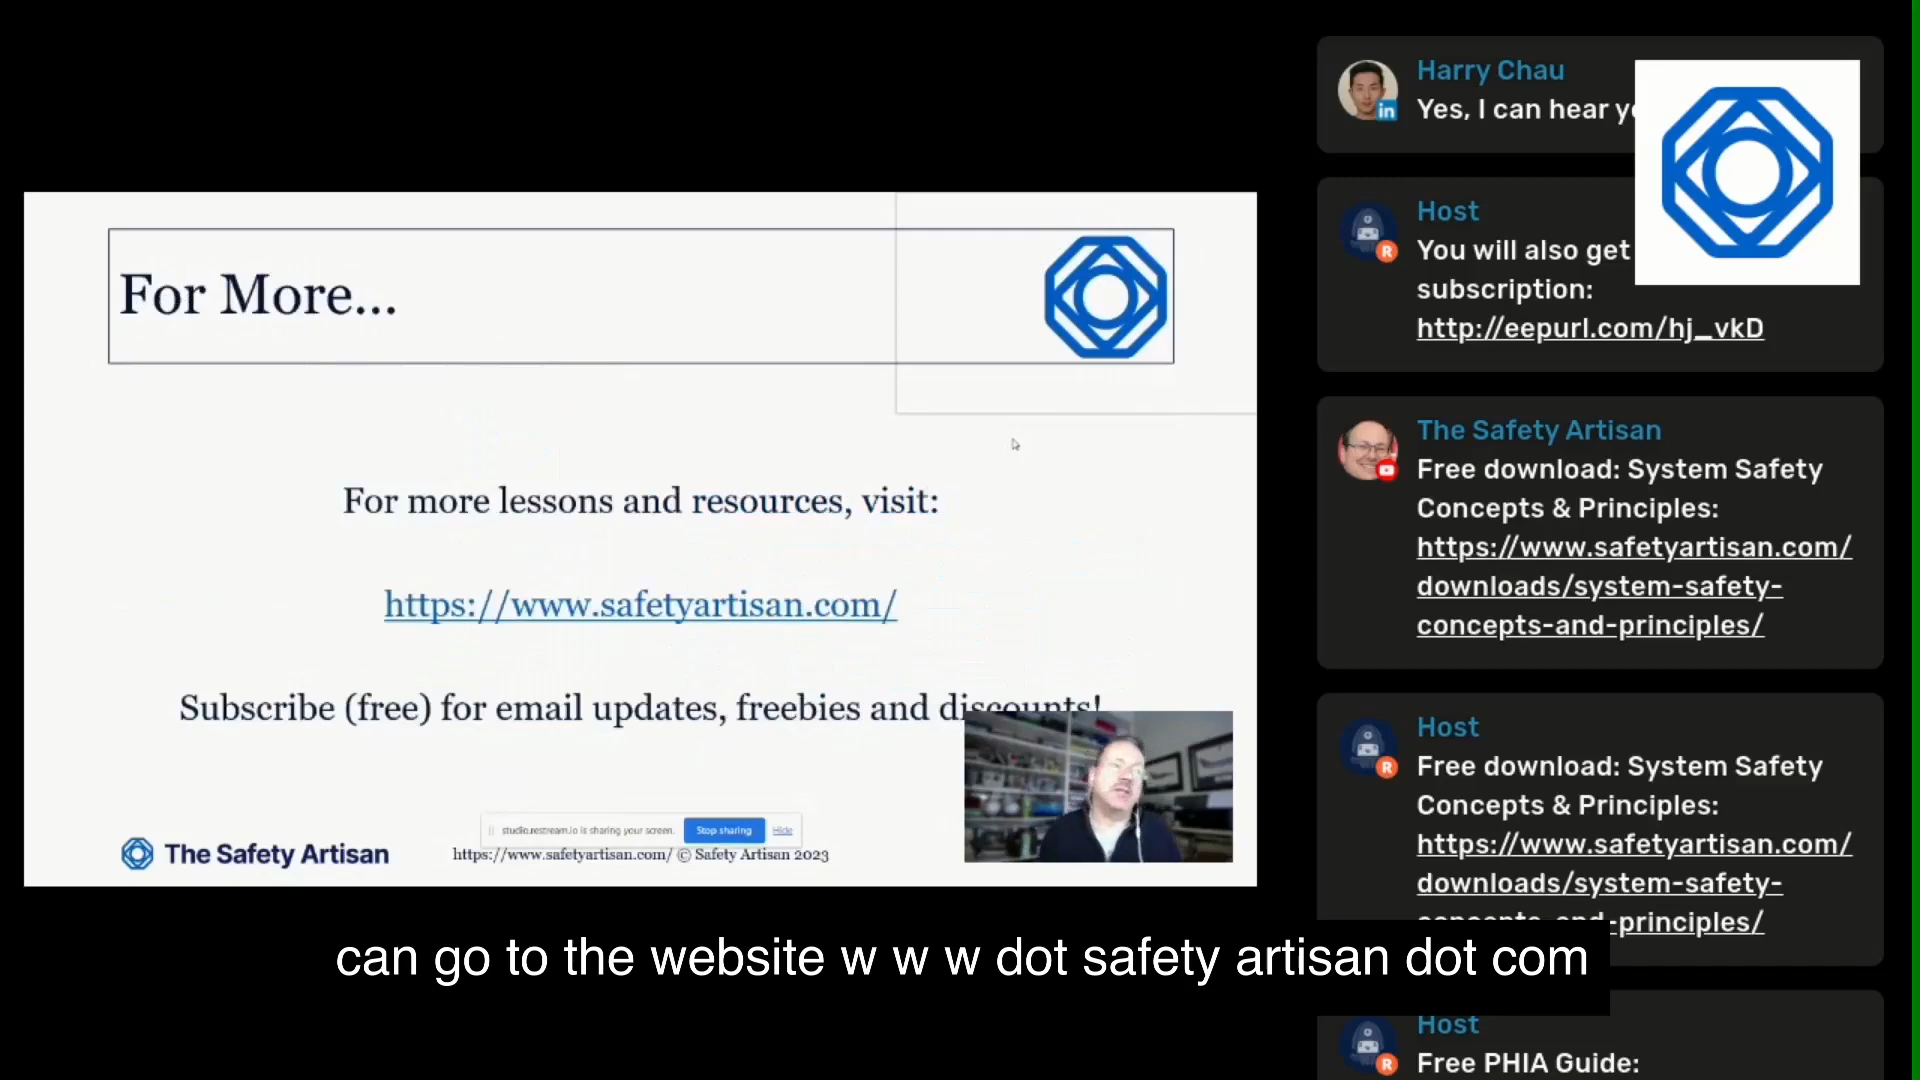 For More...
For more lessons and resources, visit:
https://www.safetyartisan.com/
Subscribe (free) for email updates, freebies and discounts!
studio.restream.io is sharing your screen.
Stop sharing
Hide
The Safety Artisan
https://www.safetyartisan.com/ © Safety Artisan 2023
can go to the website w w w dot safety artisan dot com
Harry Chau
in
Yes, I can hear
Host
R
You will also get
subscription:
http://eepurl.com/hj_vkD
The Safety Artisan
Free download: System Safety
Concepts & Principles:
https://www.safetyartisan.com/
downloads/system-safety-
concepts-and-principles/
Host
R
Free download: System Safety
Concepts & Principles:
https://www.safetyartisan.com/
downloads/system-safety-
concepts-and-principles/
Host
R
Free PHIA Guide: